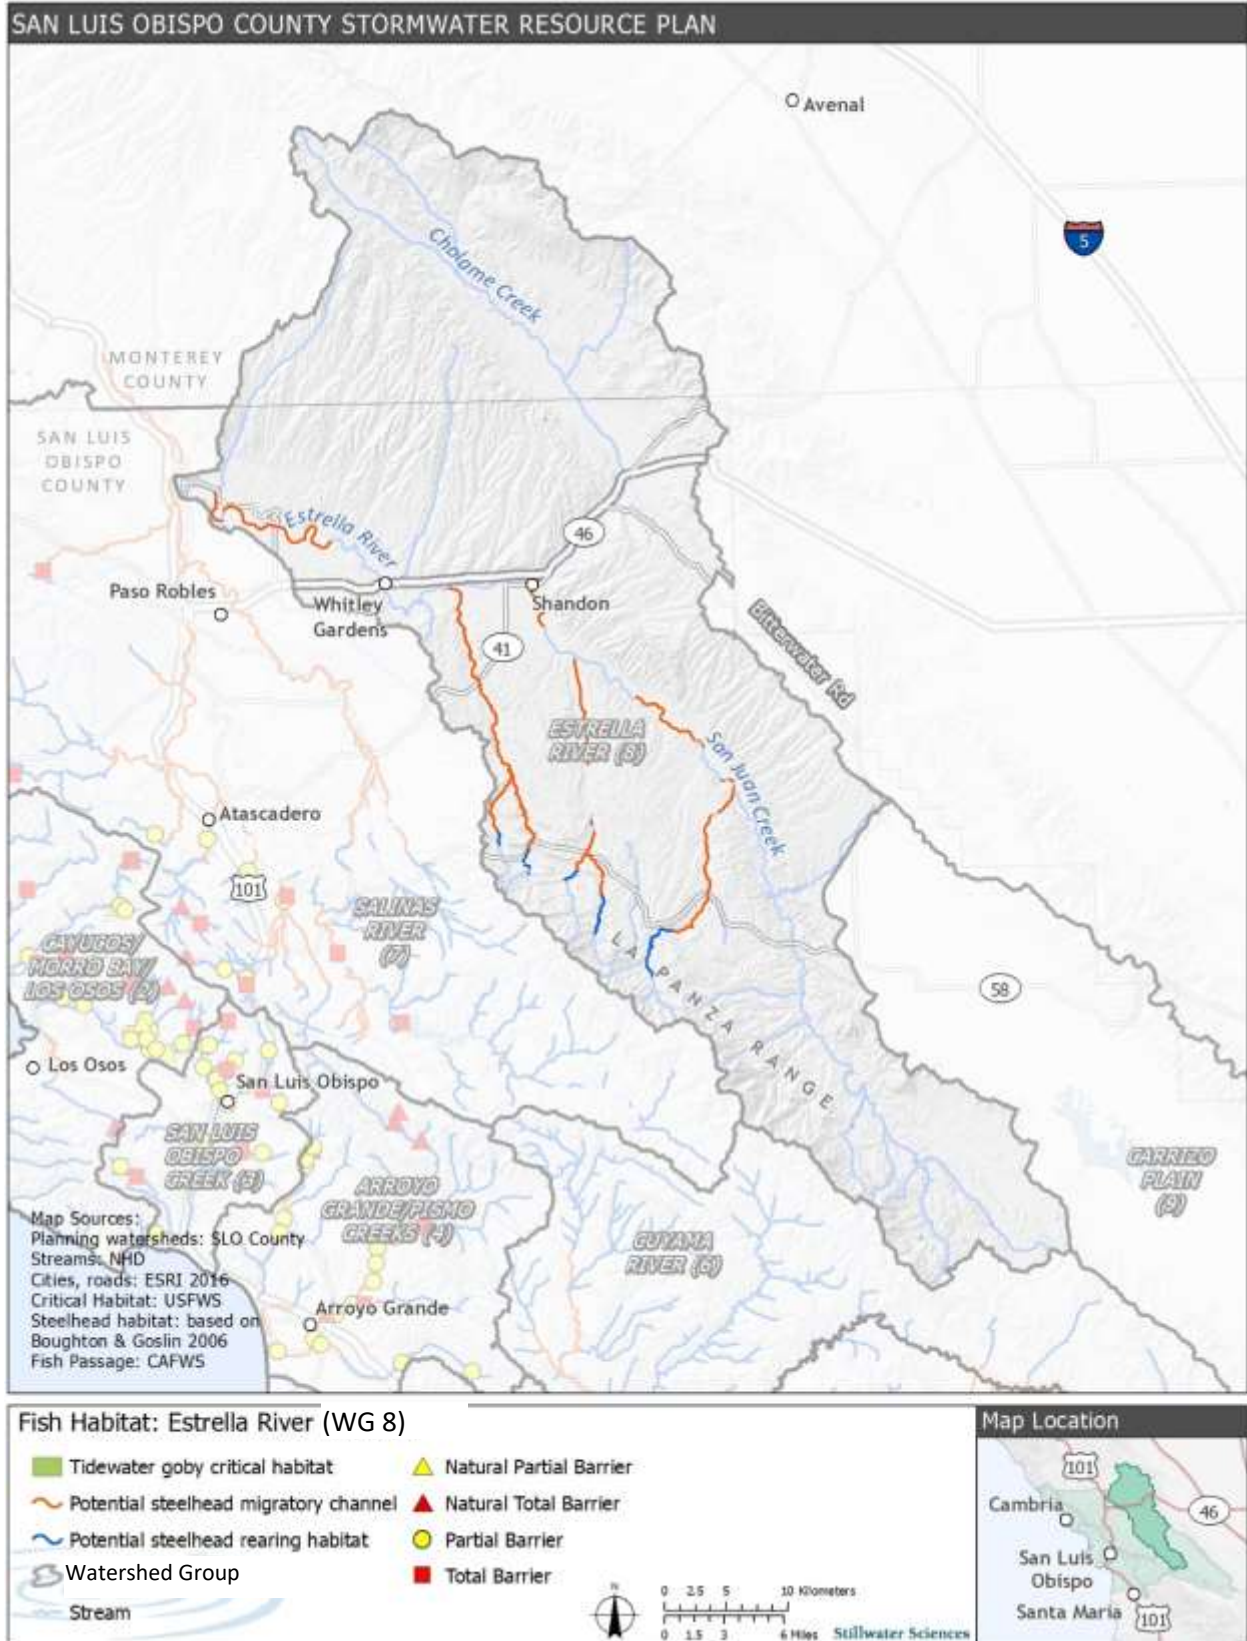 SAN LUIS OBISPO COUNTY STORMWATER RESOURCE PLAN
Avenal
5
Cholame Creek
MONTEREY
COUNTY
SAN LUIS
OBISPO
COUNTY
Estrella River
46
Paso Robles
Whitley
Gardens
Shandon
41
Bitterwater Rd
ESTRELLA
RIVER (8)
San Juan Creek
Atascadero
101
SALINAS
RIVER
(7)
CAYUCOS/
MORRO BAY/
LOS OSOS (2)
LA PANZA RANGE
58
Los Osos
San Luis Obispo
SAN LUIS
OBISPO
CREEK (3)
ARROYO
GRANDE/PISMO
CREEKS (4)
GUYAMA
RIVER (6)
CARRIZO
PLAIN
(9)
Map Sources:
Planning watersheds: SLO County
Streams: NHD
Cities, roads: ESRI 2016
Critical Habitat: USFWS
Steelhead habitat: based on
Boughton & Goslin 2006
Fish Passage: CAFWS
Arroyo Grande
Fish Habitat: Estrella River (WG 8)
Tidewater goby critical habitat
Potential steelhead migratory channel
Potential steelhead rearing habitat
Watershed Group
Stream
Natural Partial Barrier
Natural Total Barrier
Partial Barrier
Total Barrier
N
0 2.5 5 10 Kilometers
0 1.5 3 6 Miles
Stillwater Sciences
Map Location
101
Cambria
46
San Luis
Obispo
Santa Maria
101